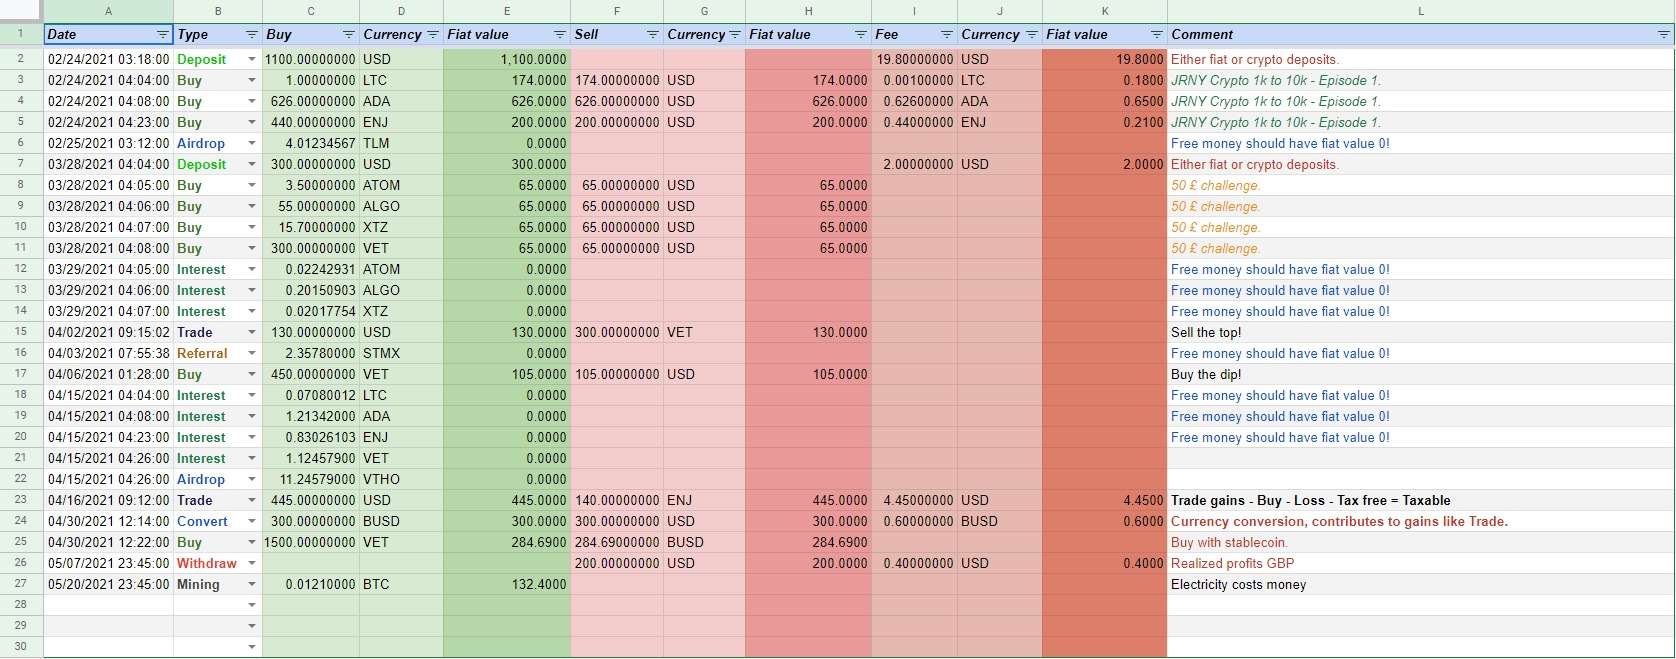 A B C D E F G H I J K L
1 Date Type Buy Currency Fiat value Sell Currency Fiat value Fee Currency Fiat value Comment
2 02/24/2021 03:18:00 Deposit 1100.00000000 USD 1,100.0000 19.80000000 USD 19.8000 Either fiat or crypto deposits.
3 02/24/2021 04:04:00 Buy 1.00000000 LTC 174.0000 174.00000000 USD 174.0000 0.00100000 LTC 0.1800 JRNY Crypto 1k to 10k - Episode 1.
4 02/24/2021 04:08:00 Buy 626.00000000 ADA 626.0000 626.00000000 USD 626.0000 0.62600000 ADA 0.6500 JRNY Crypto 1k to 10k - Episode 1.
5 02/24/2021 04:23:00 Buy 440.00000000 ENJ 200.0000 200.00000000 USD 200.0000 0.44000000 ENJ 0.2100 JRNY Crypto 1k to 10k - Episode 1.
6 02/25/2021 03:12:00 Airdrop 4.01234567 TLM 0.0000 Free money should have fiat value 0!
7 03/28/2021 04:04:00 Deposit 300.00000000 USD 300.0000 2.00000000 USD 2.0000 Either fiat or crypto deposits.
8 03/28/2021 04:05:00 Buy 3.50000000 ATOM 65.0000 65.00000000 USD 65.0000 50 £ challenge.
9 03/28/2021 04:06:00 Buy 55.00000000 ALGO 65.0000 65.00000000 USD 65.0000 50 £ challenge.
10 03/28/2021 04:07:00 Buy 15.70000000 XTZ 65.0000 65.00000000 USD 65.0000 50 £ challenge.
11 03/28/2021 04:08:00 Buy 300.00000000 VET 65.0000 65.00000000 USD 65.0000 50 £ challenge.
12 03/29/2021 04:05:00 Interest 0.02242931 ATOM 0.0000 Free money should have fiat value 0!
13 03/29/2021 04:06:00 Interest 0.20150903 ALGO 0.0000 Free money should have fiat value 0!
14 03/29/2021 04:07:00 Interest 0.02017754 XTZ 0.0000 Free money should have fiat value 0!
15 04/02/2021 09:15:02 Trade 130.00000000 USD 130.0000 300.00000000 VET 130.0000 Sell the top!
16 04/03/2021 07:55:38 Referral 2.35780000 STMX 0.0000 Free money should have fiat value 0!
17 04/06/2021 01:28:00 Buy 450.00000000 VET 105.0000 105.00000000 USD 105.0000 Buy the dip!
18 04/15/2021 04:04:00 Interest 0.07080012 LTC 0.0000 Free money should have fiat value 0!
19 04/15/2021 04:08:00 Interest 1.21342000 ADA 0.0000 Free money should have fiat value 0!
20 04/15/2021 04:23:00 Interest 0.83026103 ENJ 0.0000 Free money should have fiat value 0!
21 04/15/2021 04:26:00 Interest 1.12457900 VET 0.0000
22 04/15/2021 04:26:00 Airdrop 11.24579000 VTHO 0.0000
23 04/16/2021 09:12:00 Trade 445.00000000 USD 445.0000 140.00000000 ENJ 445.0000 4.45000000 USD 4.4500 Trade gains - Buy - Loss - Tax free = Taxable
24 04/30/2021 12:14:00 Convert 300.00000000 BUSD 300.0000 300.00000000 USD 300.0000 0.60000000 BUSD 0.6000 Currency conversion, contributes to gains like Trade.
25 04/30/2021 12:22:00 Buy 1500.00000000 VET 284.6900 284.69000000 BUSD 284.6900 Buy with stablecoin.
26 05/07/2021 23:45:00 Withdraw 200.00000000 USD 200.0000 0.40000000 USD 0.4000 Realized profits GBP
27 05/20/2021 23:45:00 Mining 0.01210000 BTC 132.4000 Electricity costs money
28
29
30